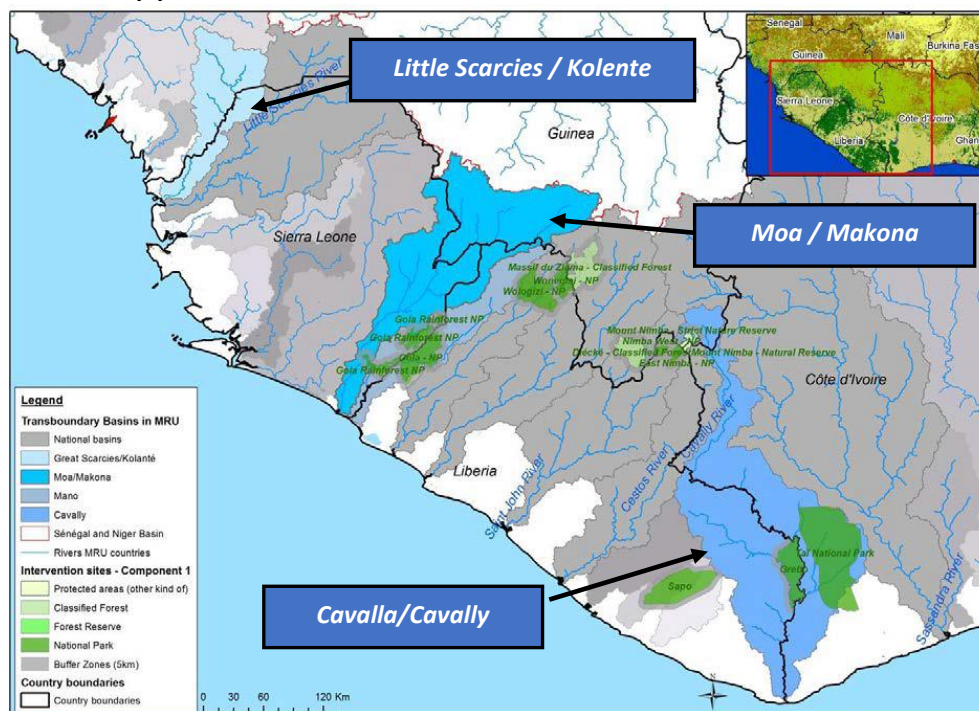 Senegal
Mali
Burkina Fas
Guinea
Sierra Leone
Côte d'Ivoire
Liberia
Ghan
Little Scarcies / Kolente
Little Scarcies River
Guinea
Moa / Makona
Sierra Leone
Massif du Ziama - Classified Forest
Wonegizi - NP
Wologizi - NP
Gola Rainforest NP
Gola Rainforest NP
Gola - NP
Gola Rainforest NP
Mount Nimba - Strict Nature Reserve
Nimba West - NP
Diécké - Classified Forest
Mount Nimba - Natural Reserve
East Nimba - NP
Côte d'Ivoire
Cavally River
Liberia
Cestos River
Saint John River
Taï National Park
Grebo
Sapo
Sassandra River
Cavalla/Cavally
Legend
Transboundary Basins in MRU
National basins
Great Scarcies/Kolanté
Moa/Makona
Mano
Cavally
Sénégal and Niger Basin
Rivers MRU countries
Intervention sites - Component 1
Protected areas (other kind of)
Classified Forest
Forest Reserve
National Park
Buffer Zones (5km)
Country boundaries
Country boundaries
0 30 60 120 Km
N